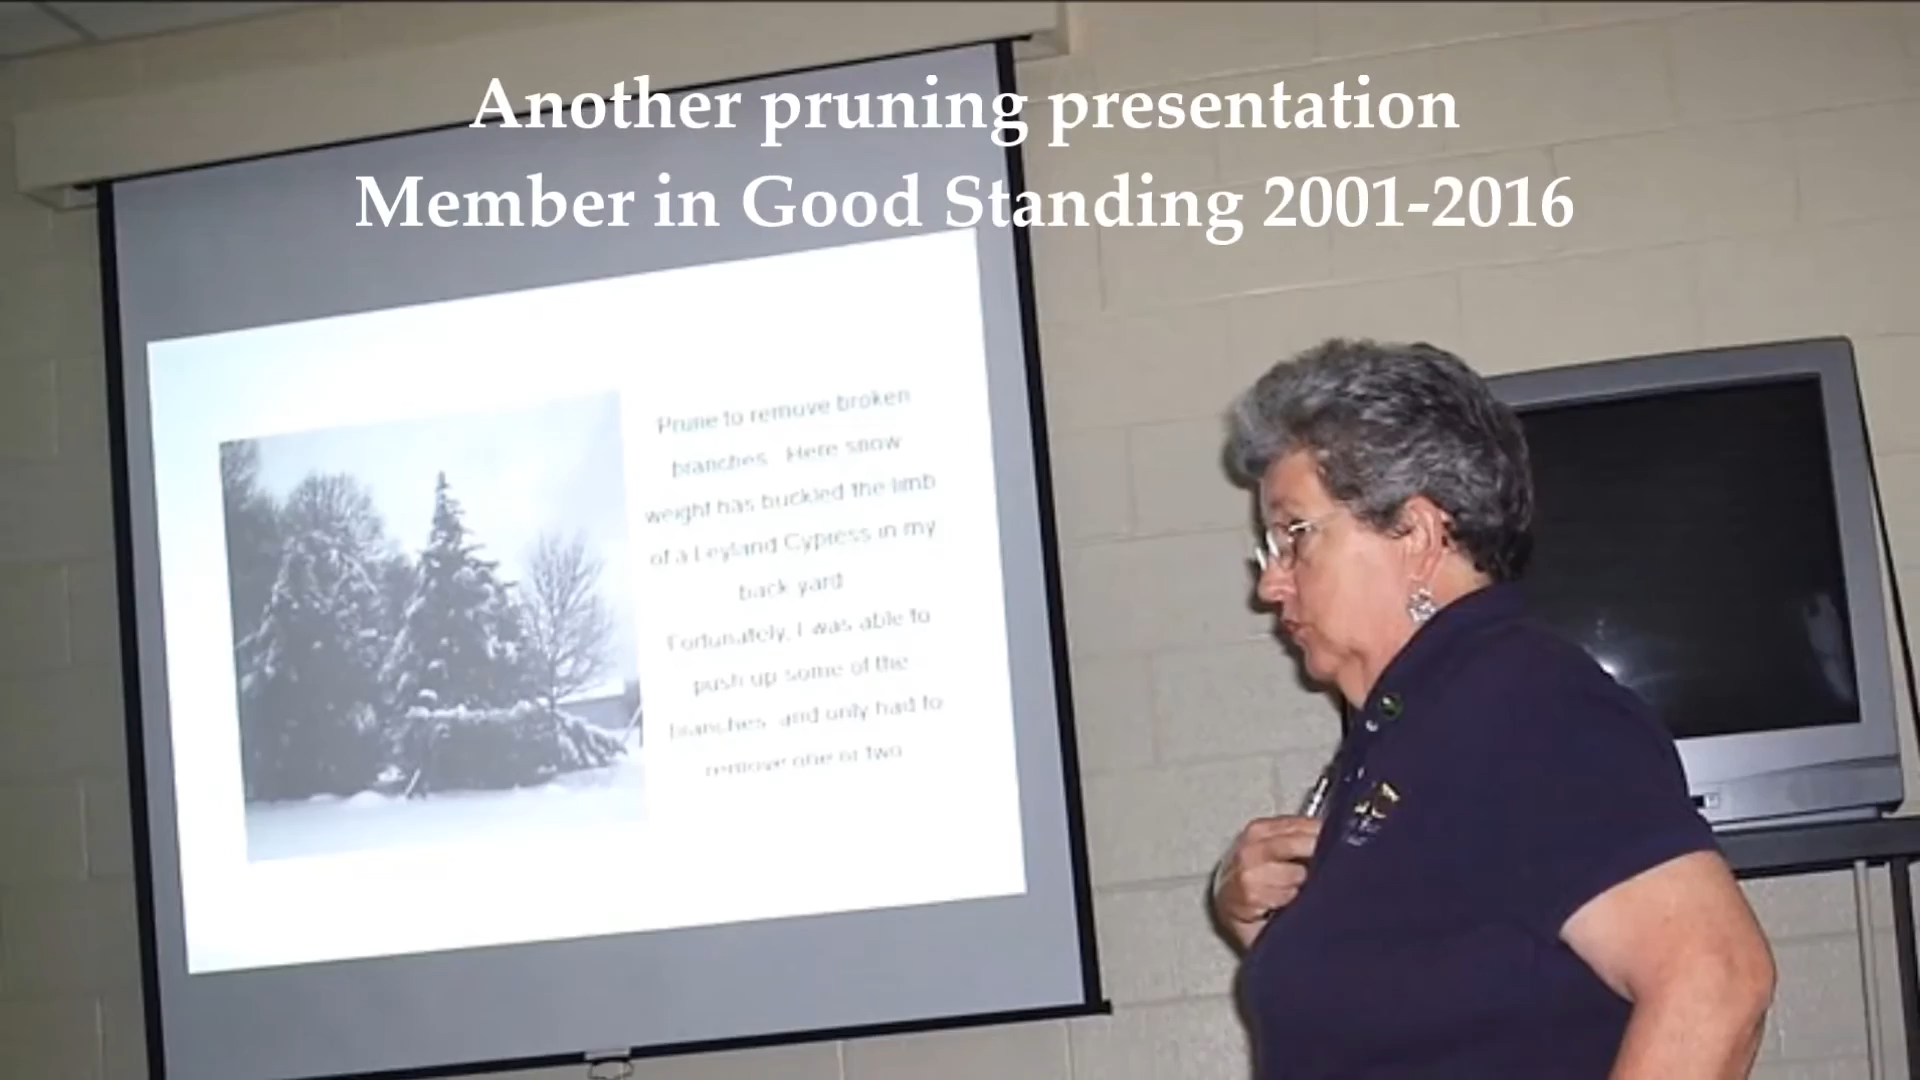 Another pruning presentation
Member in Good Standing 2001-2016
Prune to remove broken
branches. Here snow
weight has buckled the limb
of a Leyland Cypress in my
back yard
Fortunately, I was able to
push up some of the
branches and only had to
remove one or two